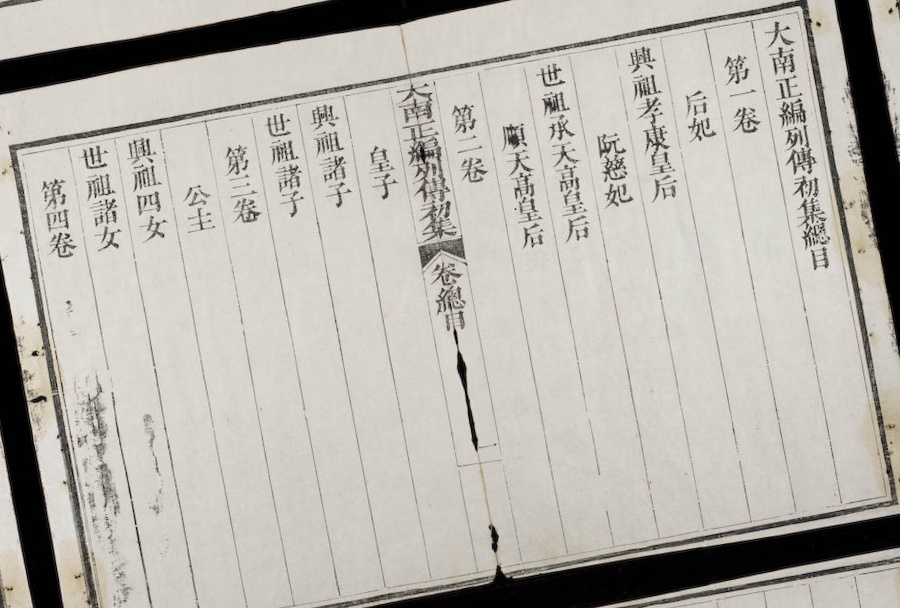 大南正編列傳初集總目
第一卷
后妃
興祖孝康皇后
阮慈妃
世祖承天高皇后
順天高皇后
第二卷
大南正編列傳初集
卷總目
皇子
興祖諸子
世祖諸子
第三卷
公主
興祖四女
世祖諸女
第四卷